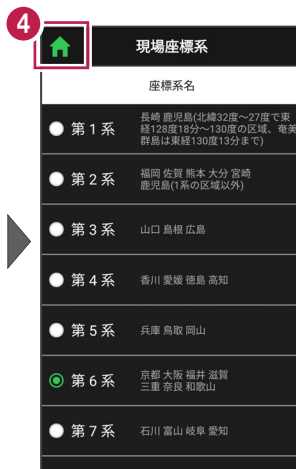 4
現場座標系
座標系名
第1系
長崎 鹿児島(北緯32度～27度で東
経128度18分～130度の区域、奄美
群島は東経130度13分まで)
第2系
福岡 佐賀 熊本 大分 宮崎
鹿児島(1系の区域以外)
第3系
山口 島根 広島
第4系
香川 愛媛 徳島 高知
第5系
兵庫 鳥取 岡山
第6系
京都 大阪 福井 滋賀
三重 奈良 和歌山
第7系
石川 富山 岐阜 愛知